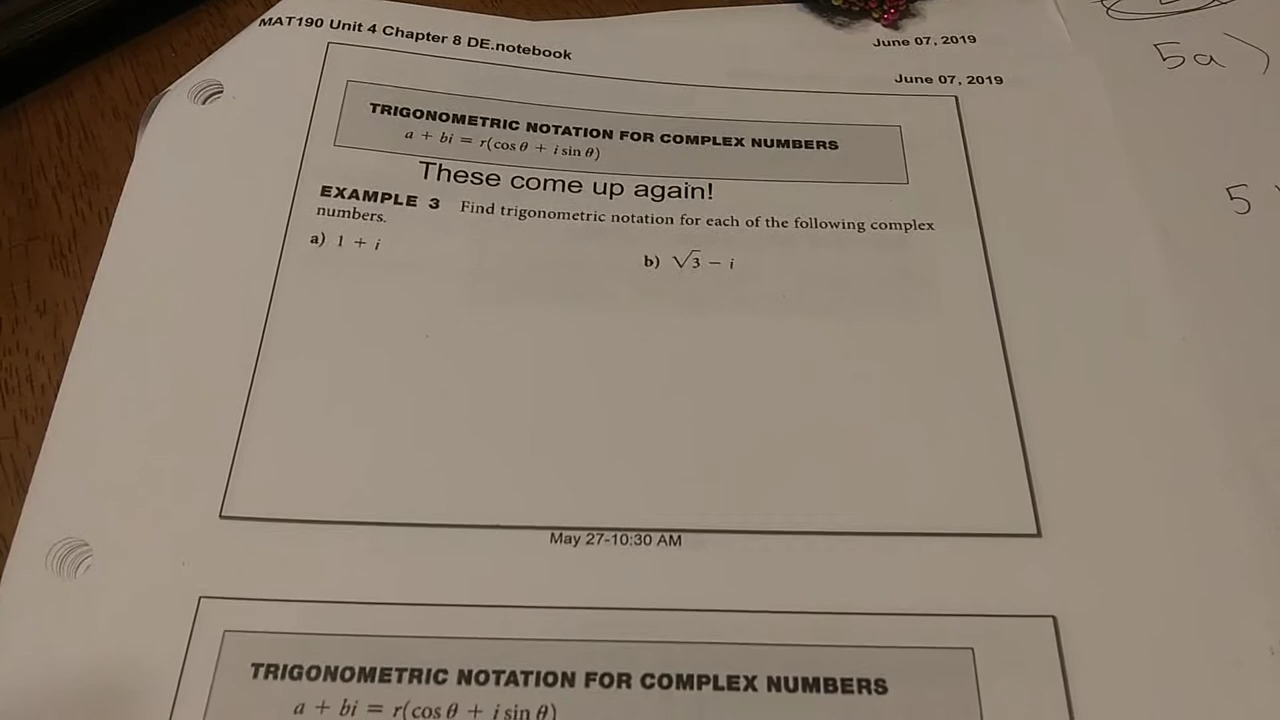 MAT190 Unit 4 Chapter 8 DE.notebook
June 07, 2019
June 07, 2019
TRIGONOMETRIC NOTATION FOR COMPLEX NUMBERS
a + bi = r(cos θ + i sin θ)
These come up again!
EXAMPLE 3 Find trigonometric notation for each of the following complex
numbers.
a) 1 + i
b) √3 − i
May 27-10:30 AM
TRIGONOMETRIC NOTATION FOR COMPLEX NUMBERS
a + bi = r(cos θ + i sin θ)
5a)
5